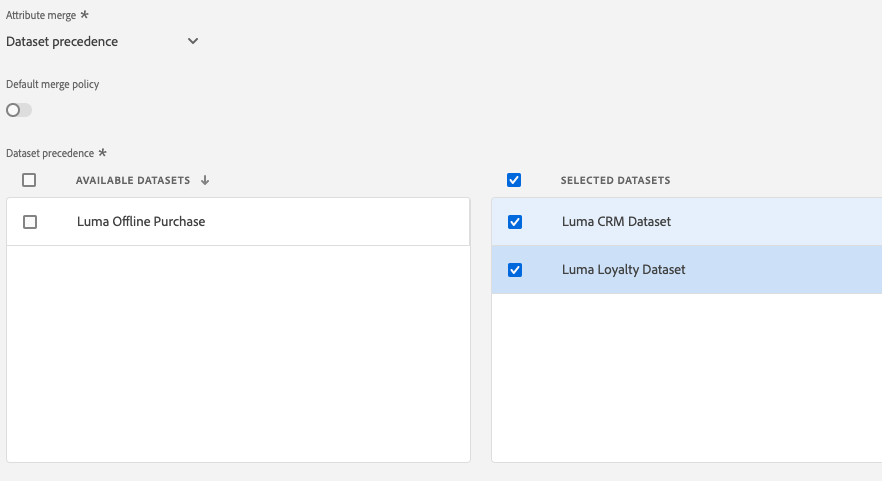 Attribute merge *
Dataset precedence
Default merge policy
Dataset precedence *
AVAILABLE DATASETS ↓
Luma Offline Purchase
SELECTED DATASETS
Luma CRM Dataset
Luma Loyalty Dataset